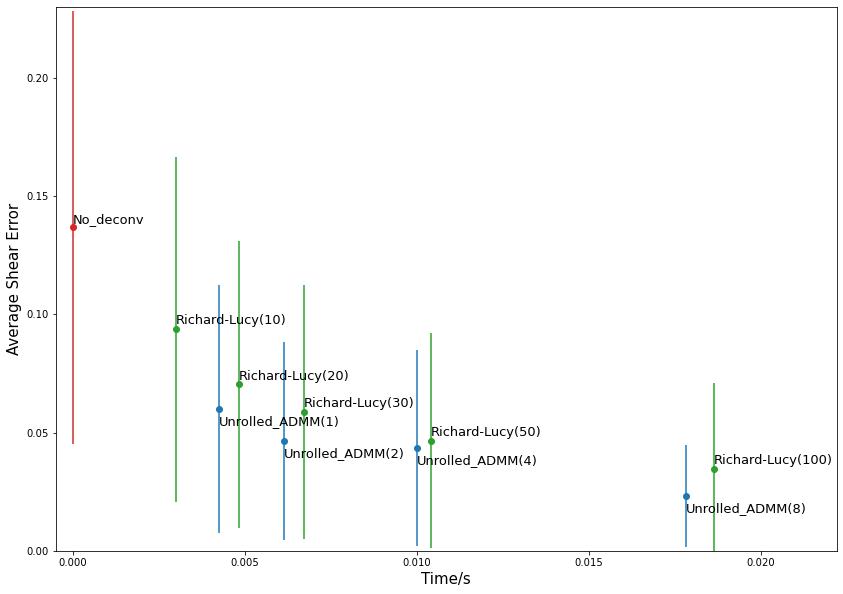 0.20
0.15
0.10
0.05
0.00
Average Shear Error
No_deconv
Richard-Lucy(10)
Richard-Lucy(20)
Richard-Lucy(30)
Unrolled_ADMM(1)
Richard-Lucy(50)
Unrolled_ADMM(2)
Unrolled_ADMM(4)
Richard-Lucy(100)
Unrolled_ADMM(8)
0.000 0.005 0.010 0.015 0.020
Time/s